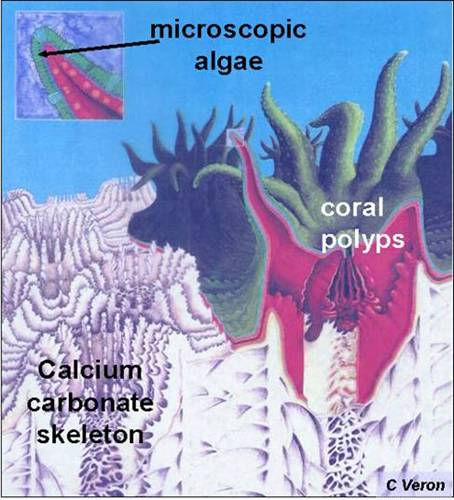 microscopic
algae
coral
polyps
Calcium
carbonate
skeleton
C Veron